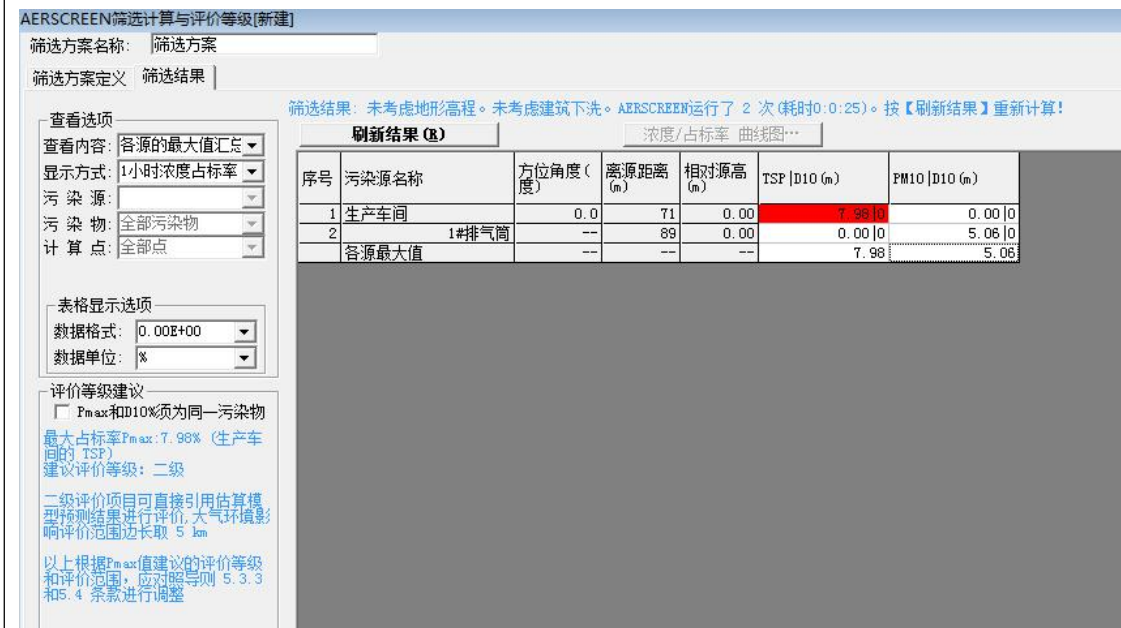 AERSCREEN筛选计算与评价等级[新建]
筛选方案名称: 筛选方案
筛选方案定义 筛选结果
筛选结果: 未考虑地形高程。未考虑建筑下洗。AERSCREEN运行了 2 次(耗时0:0:25)。按【刷新结果】重新计算!
查看选项
查看内容: 各源的最大值汇总
显示方式: 1小时浓度占标率
污 染 源:
污 染 物: 全部污染物
计 算 点: 全部点
刷新结果(R) 浓度/占标率 曲线图…
序号 污染源名称 方位角度(度) 离源距离(m) 相对源高(m) TSP|D10(m) PM10|D10(m)
1 生产车间 0.0 71 0.00 7.98|0 0.00|0
2 1#排气筒 -- 89 0.00 0.00|0 5.06|0
各源最大值 -- -- -- 7.98 5.06
表格显示选项
数据格式: 0.00E+00
数据单位: %
评价等级建议
Pmax和D10%须为同一污染物
最大占标率Pmax:7.98% (生产车
间的 TSP)
建议评价等级: 二级
二级评价项目可直接引用估算模
型预测结果进行评价,大气环境影
响评价范围边长取 5 km
以上根据Pmax值建议的评价等级
和评价范围,应对照导则 5.3.3
和5.4 条款进行调整